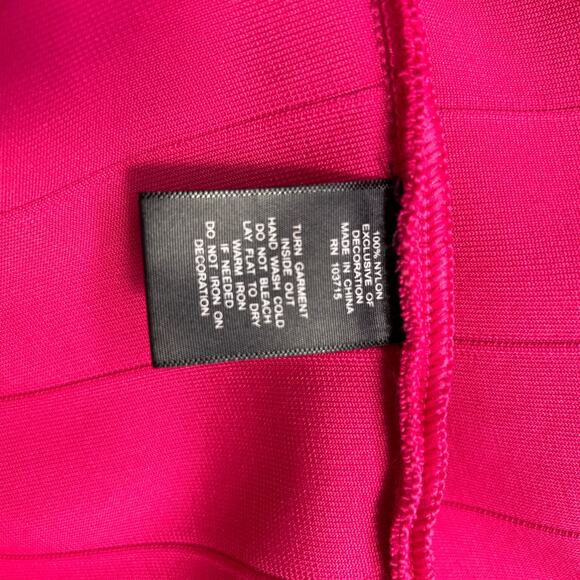 100% NYLON
EXCLUSIVE OF
DECORATION
MADE IN CHINA
RN 103715
TURN GARMENT
INSIDE OUT
HAND WASH COLD
DO NOT BLEACH
LAY FLAT TO DRY
WARM IRON
IF NEEDED
DO NOT IRON ON
DECORATION